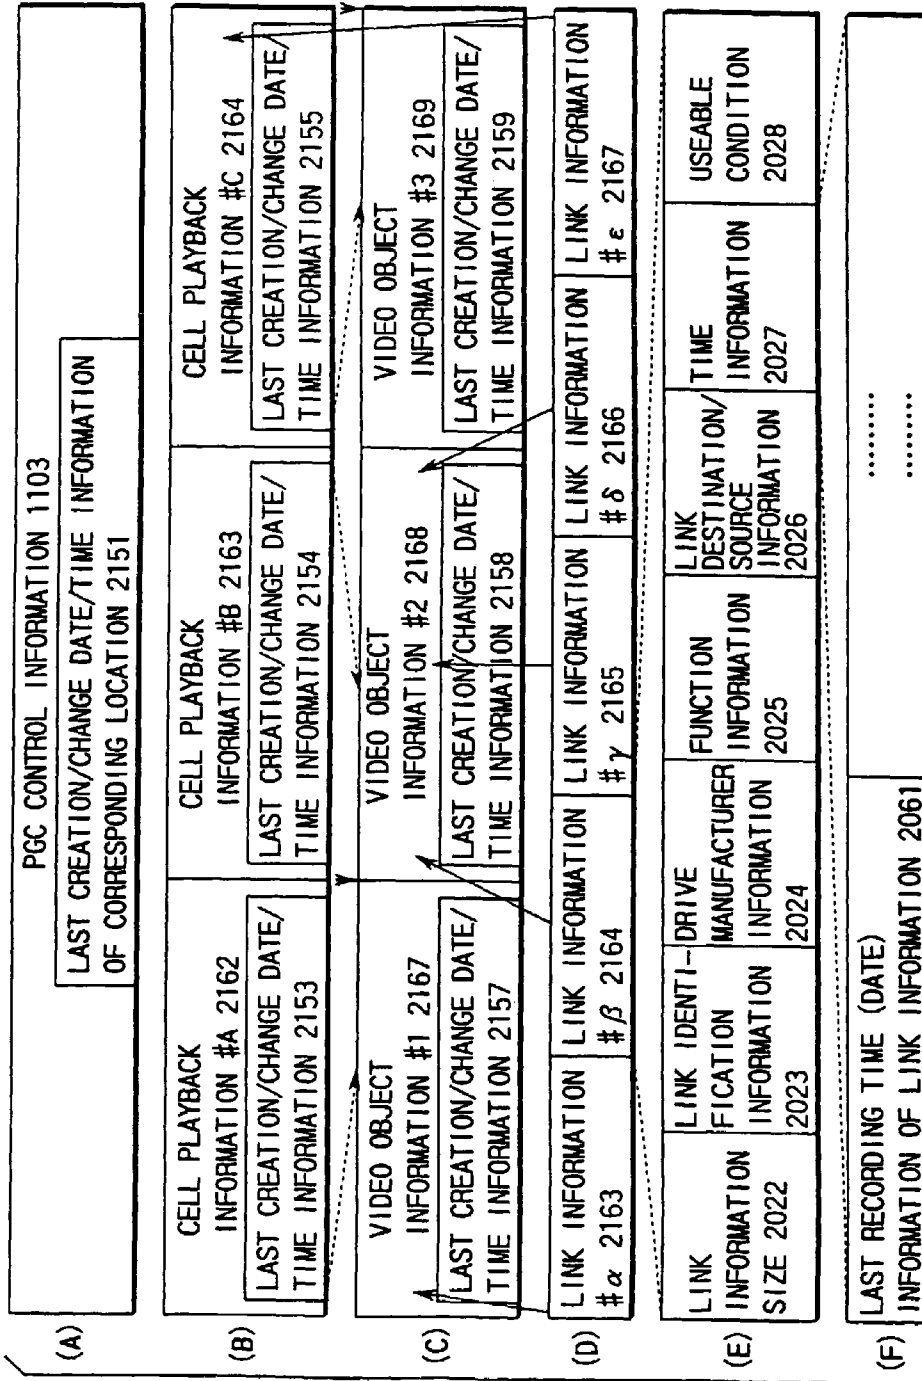 (A)
PGC CONTROL INFORMATION 1103
LAST CREATION/CHANGE DATE/TIME INFORMATION
OF CORRESPONDING LOCATION 2151
(B)
CELL PLAYBACK
INFORMATION #A 2162
LAST CREATION/CHANGE DATE/
TIME INFORMATION 2153
CELL PLAYBACK
INFORMATION #B 2163
LAST CREATION/CHANGE DATE/
TIME INFORMATION 2154
CELL PLAYBACK
INFORMATION #C 2164
LAST CREATION/CHANGE DATE/
TIME INFORMATION 2155
(C)
VIDEO OBJECT
INFORMATION #1 2167
LAST CREATION/CHANGE DATE/
TIME INFORMATION 2157
VIDEO OBJECT
INFORMATION #2 2168
LAST CREATION/CHANGE DATE/
TIME INFORMATION 2158
VIDEO OBJECT
INFORMATION #3 2169
LAST CREATION/CHANGE DATE/
TIME INFORMATION 2159
(D)
LINK INFORMATION
#α 2163
LINK INFORMATION
#β 2164
LINK INFORMATION
#γ 2165
LINK INFORMATION
#δ 2166
LINK INFORMATION
#ε 2167
(E)
LINK
INFORMATION
SIZE 2022
LINK IDENTI-
FICATION
INFORMATION
2023
DRIVE
MANUFACTURER
INFORMATION
2024
FUNCTION
INFORMATION
2025
LINK
DESTINATION/
SOURCE
INFORMATION
2026
TIME
INFORMATION
2027
USEABLE
CONDITION
2028
(F)
LAST RECORDING TIME (DATE)
INFORMATION OF LINK INFORMATION 2061
·········
·········